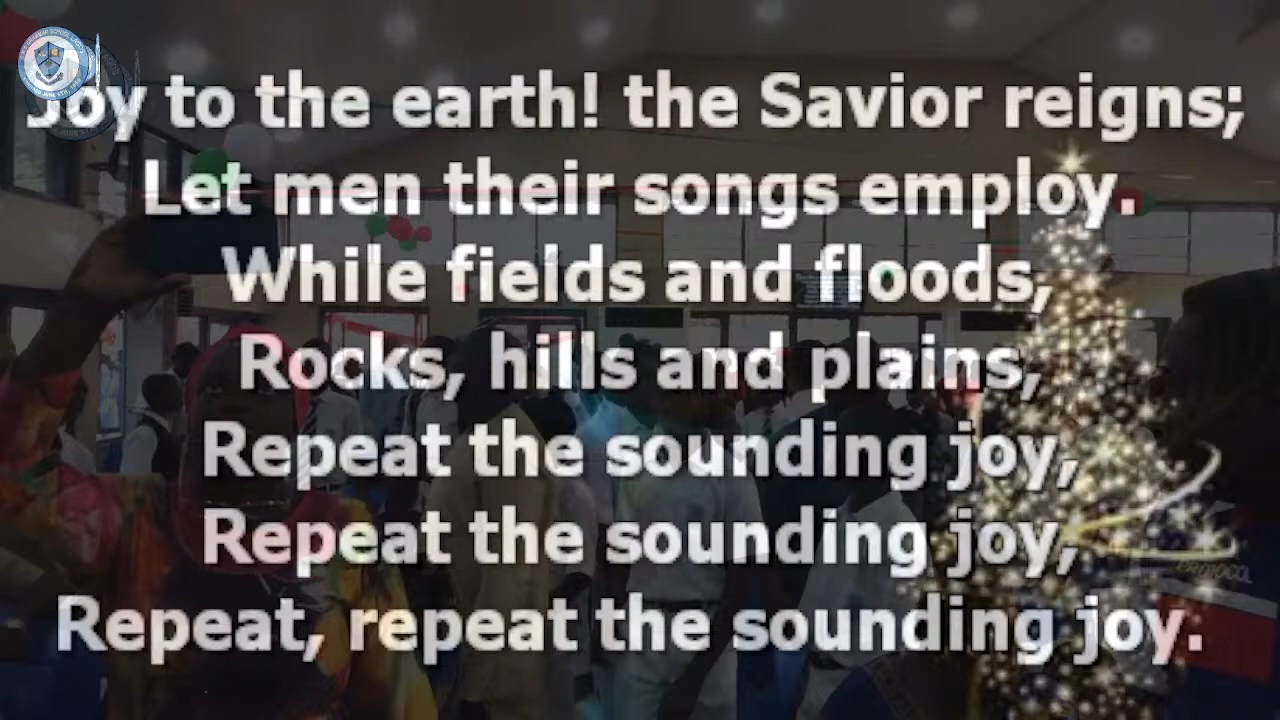 Joy to the earth! the Savior reigns;
Let men their songs employ.
While fields and floods,
Rocks, hills and plains,
Repeat the sounding joy,
Repeat the sounding joy,
Repeat, repeat the sounding joy.